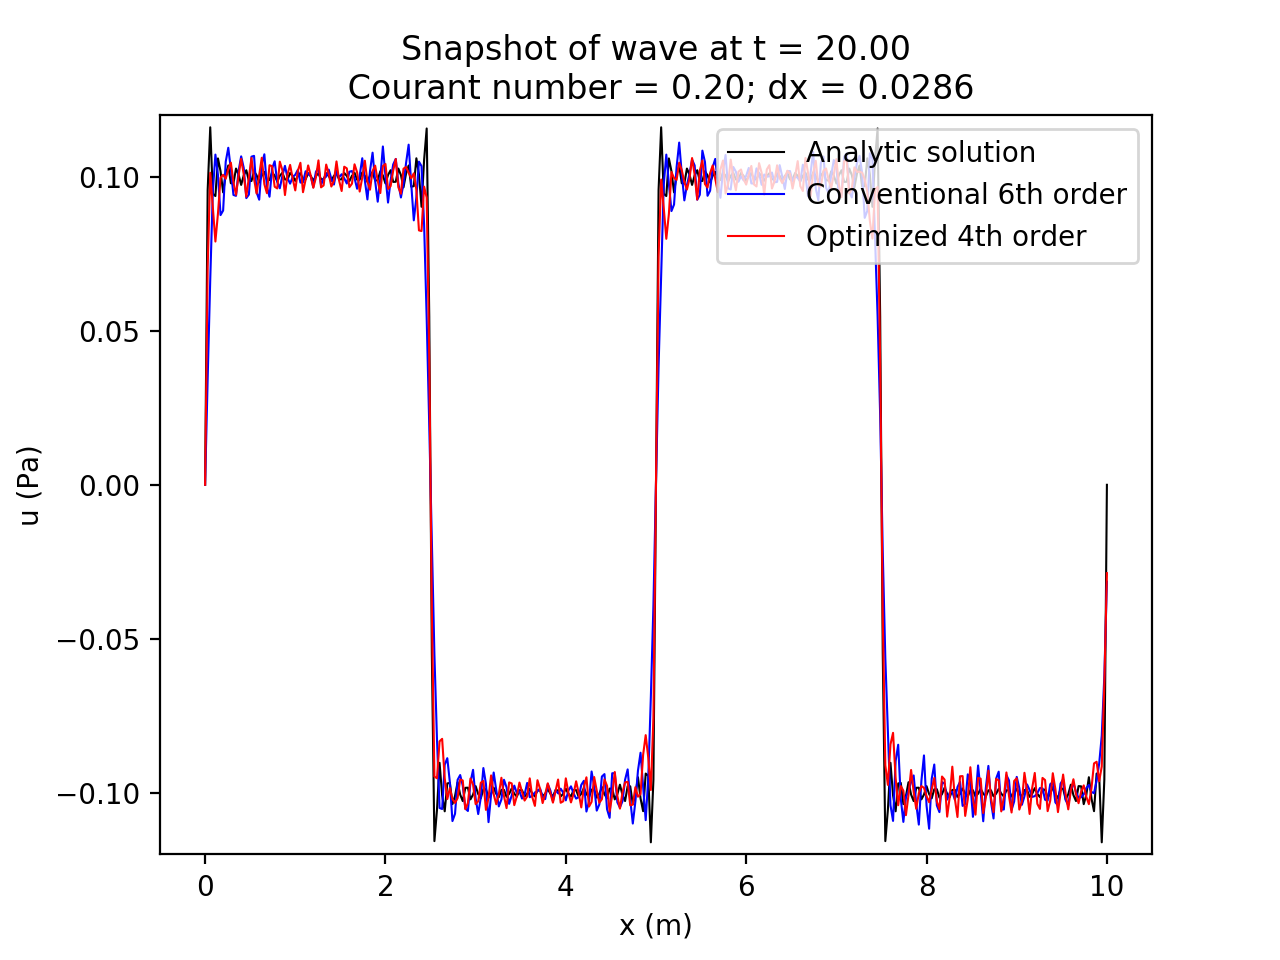 Snapshot of wave at t = 20.00
Courant number = 0.20; dx = 0.0286
Analytic solution
Conventional 6th order
Optimized 4th order
0.10
0.05
0.00
−0.05
−0.10
u (Pa)
0 2 4 6 8 10
x (m)